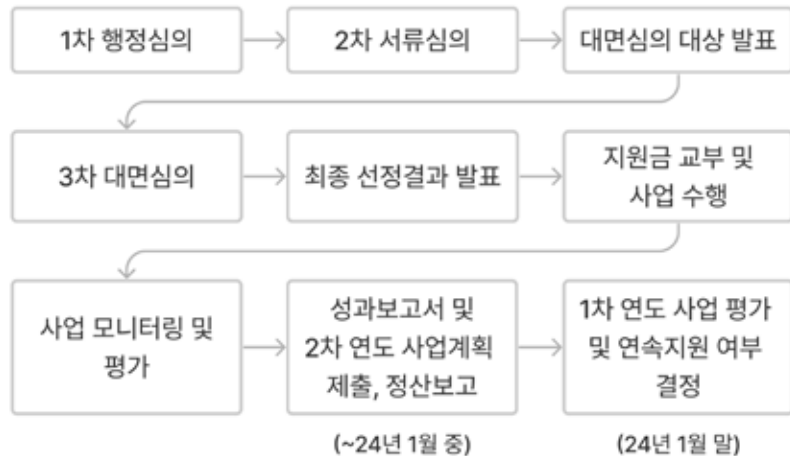 1차 행정심의
2차 서류심의
대면심의 대상 발표
3차 대면심의
최종 선정결과 발표
지원금 교부 및
사업 수행
사업 모니터링 및
평가
성과보고서 및
2차 연도 사업계획
제출, 정산보고
1차 연도 사업 평가
및 연속지원 여부
결정
(~24년 1월 중)
(24년 1월 말)